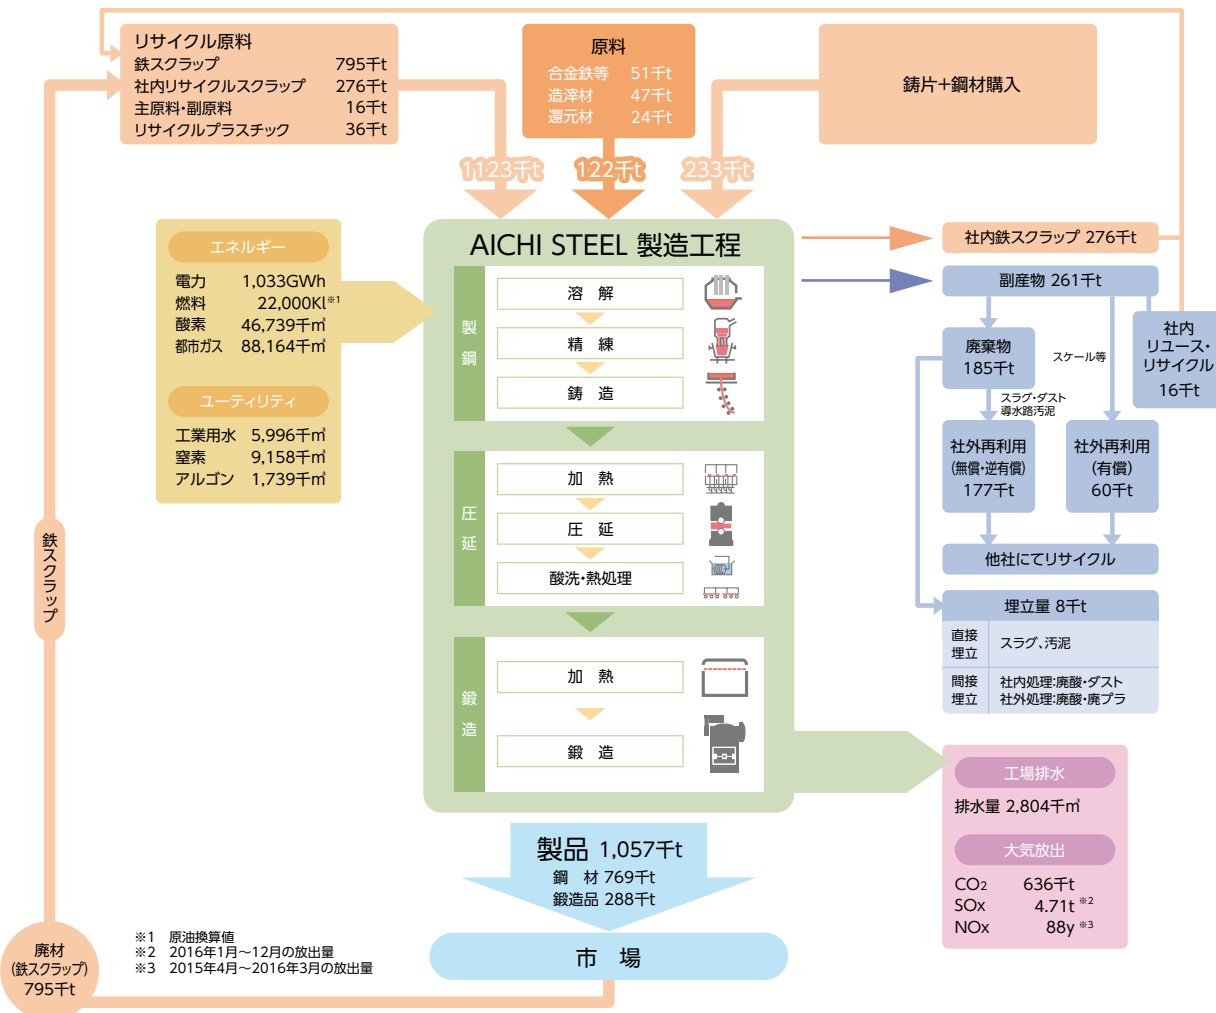 リサイクル原料
鉄スクラップ 795千t
社内リサイクルスクラップ 276千t
主原料・副原料 16千t
リサイクルプラスチック 36千t
原料
合金鉄等 51千t
造滓材 47千t
還元材 24千t
鋳片+鋼材購入
1123千t
122千t
233千t
エネルギー
電力 1,033GWh
燃料 22,000Kl※1
酸素 46,739千㎥
都市ガス 88,164千㎥
ユーティリティ
工業用水 5,996千㎥
窒素 9,158千㎥
アルゴン 1,739千㎥
AICHI STEEL 製造工程
製鋼
溶解
精練
鋳造
圧延
加熱
圧延
酸洗・熱処理
鍛造
加熱
鍛造
社内鉄スクラップ 276千t
副産物 261千t
廃棄物
185千t
スケール等
社内
リユース・
リサイクル
16千t
スラグ・ダスト
導水路汚泥
社外再利用
(無償・逆有償)
177千t
社外再利用
(有償)
60千t
他社にてリサイクル
埋立量 8千t
直接
埋立
スラグ、汚泥
間接
埋立
社内処理:廃酸・ダスト
社外処理:廃酸・廃プラ
工場排水
排水量 2,804千㎥
大気放出
CO2 636千t
SOx 4.71t ※2
NOx 88y ※3
製品 1,057千t
鋼材 769千t
鍛造品 288千t
市場
鉄スクラップ
廃材
(鉄スクラップ)
795千t
※1 原油換算値
※2 2016年1月～12月の放出量
※3 2015年4月～2016年3月の放出量